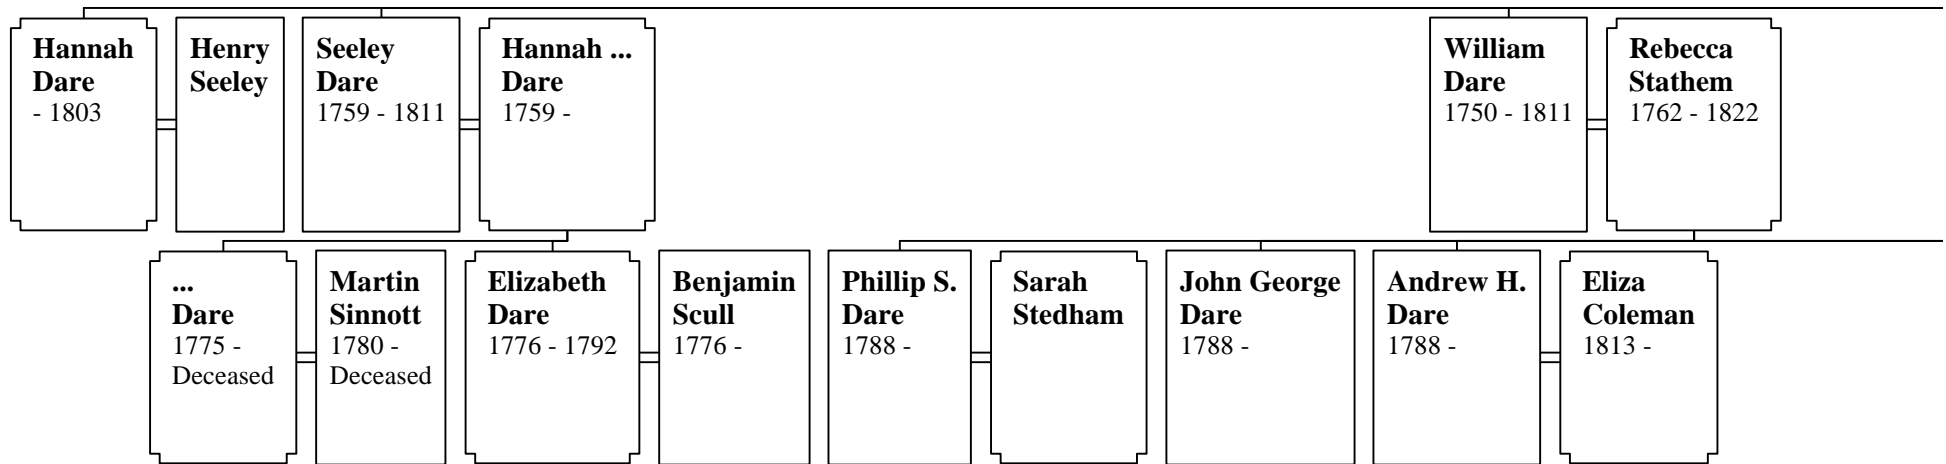 Hannah
Dare
- 1803
Henry
Seeley
Seeley
Dare
1759 - 1811
Hannah ...
Dare
1759 -
William
Dare
1750 - 1811
Rebecca
Stathem
1762 - 1822
...
Dare
1775 -
Deceased
Martin
Sinnott
1780 -
Deceased
Elizabeth
Dare
1776 - 1792
Benjamin
Scull
1776 -
Phillip S.
Dare
1788 -
Sarah
Stedham
John George
Dare
1788 -
Andrew H.
Dare
1788 -
Eliza
Coleman
1813 -